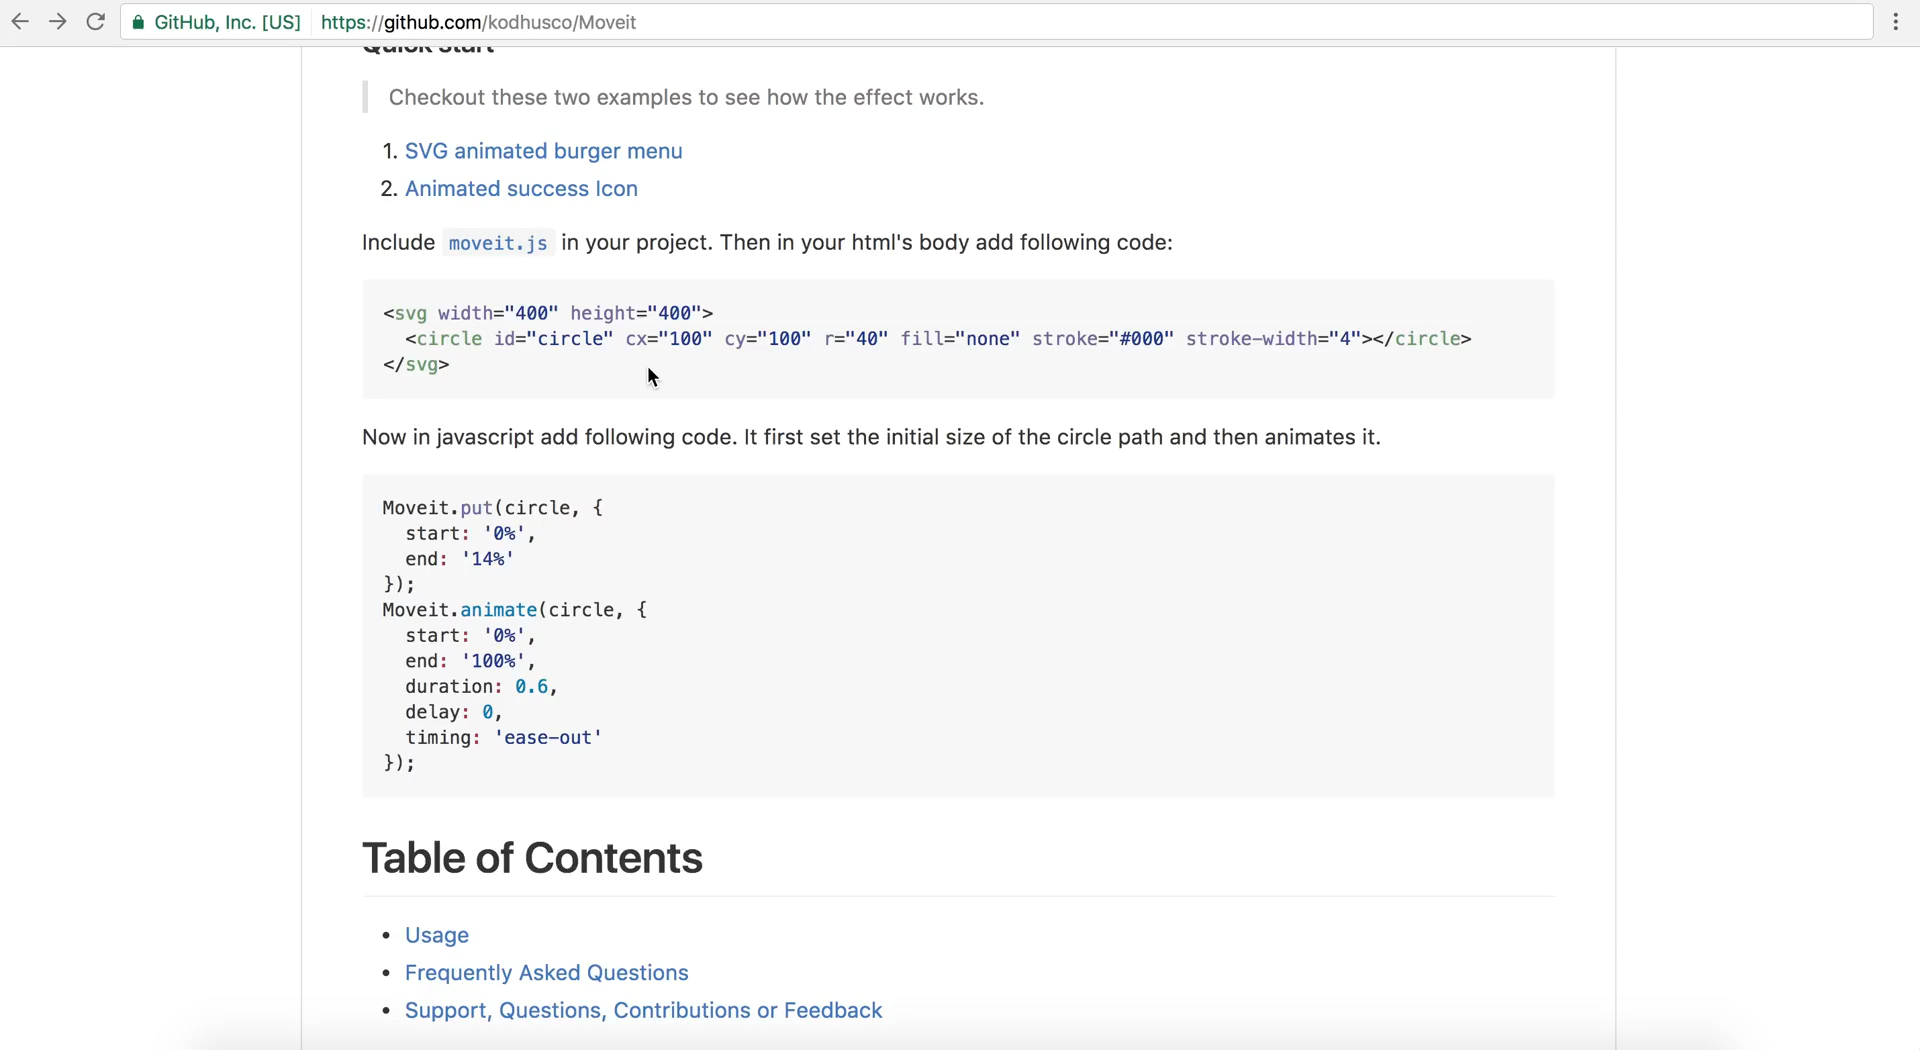 GitHub, Inc. [US] https://github.com/kodhusco/Moveit
Quick start
Checkout these two examples to see how the effect works.
1. SVG animated burger menu
2. Animated success Icon
Include moveit.js in your project. Then in your html's body add following code:
<svg width="400" height="400">
  <circle id="circle" cx="100" cy="100" r="40" fill="none" stroke="#000" stroke-width="4"></circle>
</svg>
Now in javascript add following code. It first set the initial size of the circle path and then animates it.
Moveit.put(circle, {
  start: '0%',
  end: '14%'
});
Moveit.animate(circle, {
  start: '0%',
  end: '100%',
  duration: 0.6,
  delay: 0,
  timing: 'ease-out'
});
Table of Contents
• Usage
• Frequently Asked Questions
• Support, Questions, Contributions or Feedback